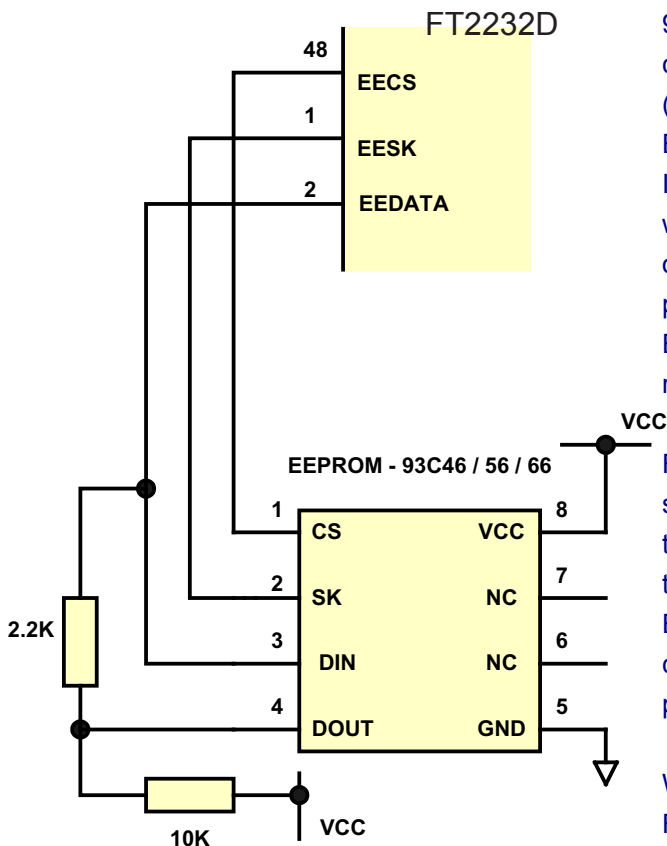 FT2232D
48
EECS
1
EESK
2
EEDATA
VCC
EEPROM - 93C46 / 56 / 66
1
CS
VCC
8
2
SK
NC
7
3
DIN
NC
6
4
DOUT
GND
5
2.2K
10K
VCC